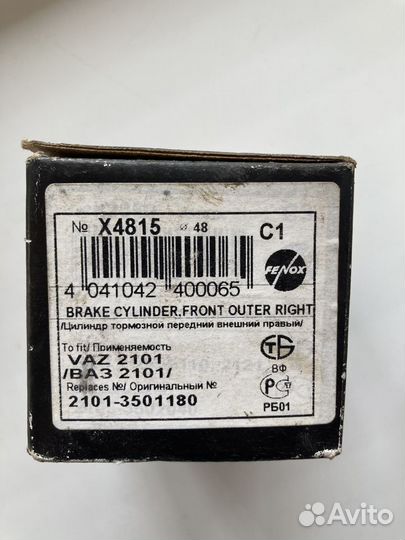 № X4815 ⌀ 48 C1
FENOX
4 041042 400065
BRAKE CYLINDER.FRONT OUTER RIGHT
/Цилиндр тормозной передний внешний правый/
To fit/ Применяемость
VAZ 2101
/ВАЗ 2101/
ВФ
Replaces №/ Оригинальный №
2101-3501180
РБ01
Avito